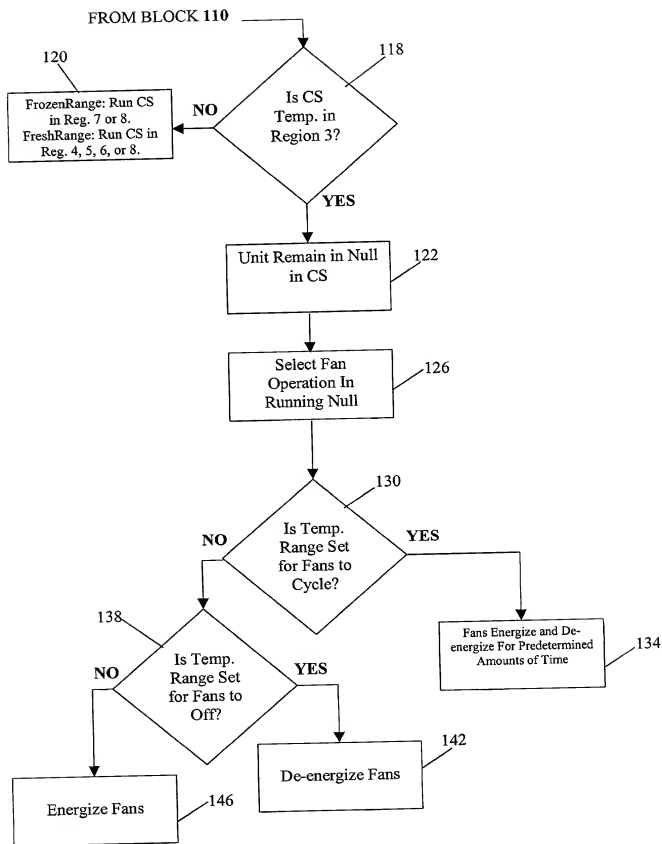 FROM BLOCK 110
118
120
Is CS
Temp. in
Region 3?
NO
FrozenRange: Run CS
in Reg. 7 or 8.
FreshRange: Run CS in
Reg. 4, 5, 6, or 8.
YES
Unit Remain in Null
in CS
122
Select Fan
Operation In
Running Null
126
130
Is Temp.
Range Set
for Fans to
Cycle?
NO
YES
138
Fans Energize and De-
energize For Predetermined
Amounts of Time
134
Is Temp.
Range Set
for Fans to
Off?
NO
YES
142
De-energize Fans
Energize Fans
146